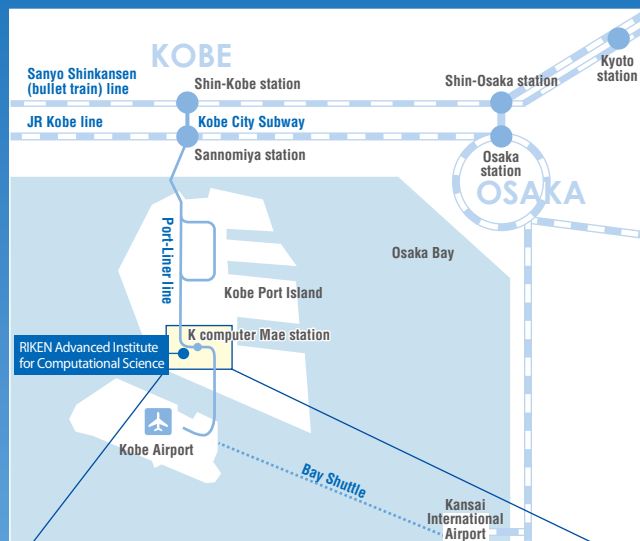 KOBE
Sanyo Shinkansen
(bullet train) line
Shin-Kobe station
Shin-Osaka station
Kyoto
station
JR Kobe line
Kobe City Subway
Sannomiya station
Osaka
station
OSAKA
Port-Liner line
Osaka Bay
Kobe Port Island
K computer Mae station
RIKEN Advanced Institute
for Computational Science
Kobe Airport
Bay Shuttle
Kansai
International
Airport